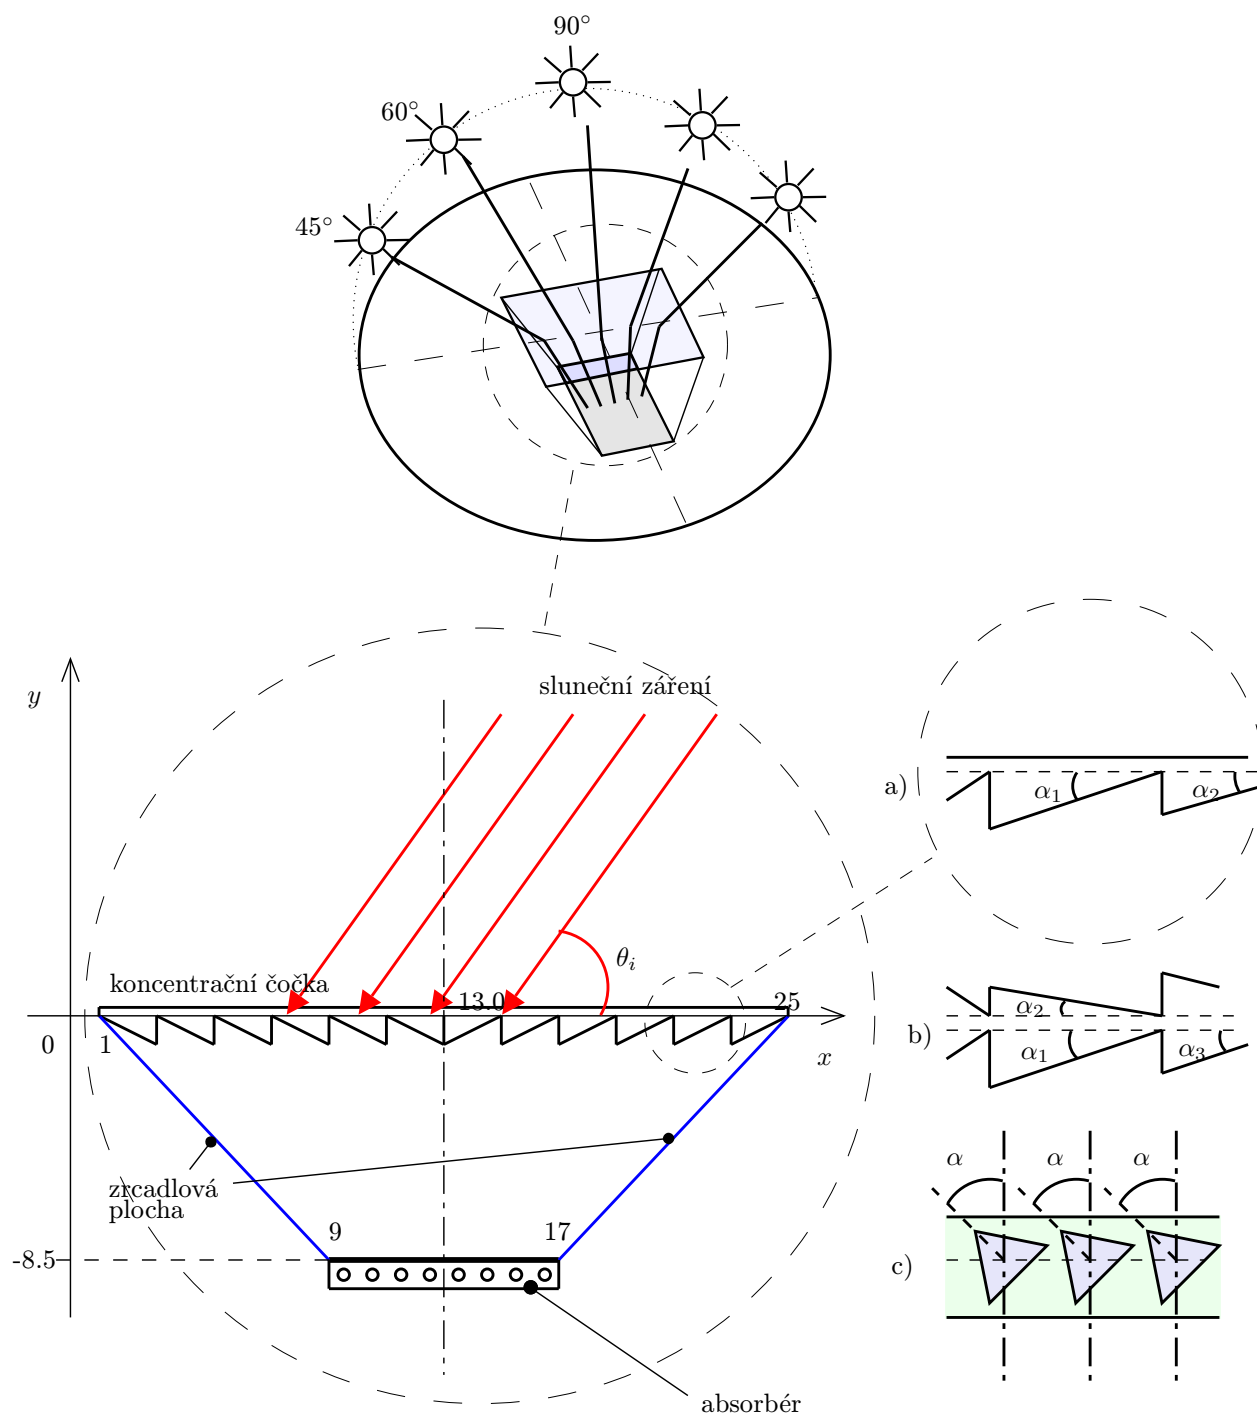 90°
60°
45°
sluneční záření
y
a)
α₁
α₂
θᵢ
koncentrační čočka
13.0
25
0
1
x
b)
α₂
α₁
α₃
α
α
α
zrcadlová
plocha
9
17
-8.5
c)
absorbér